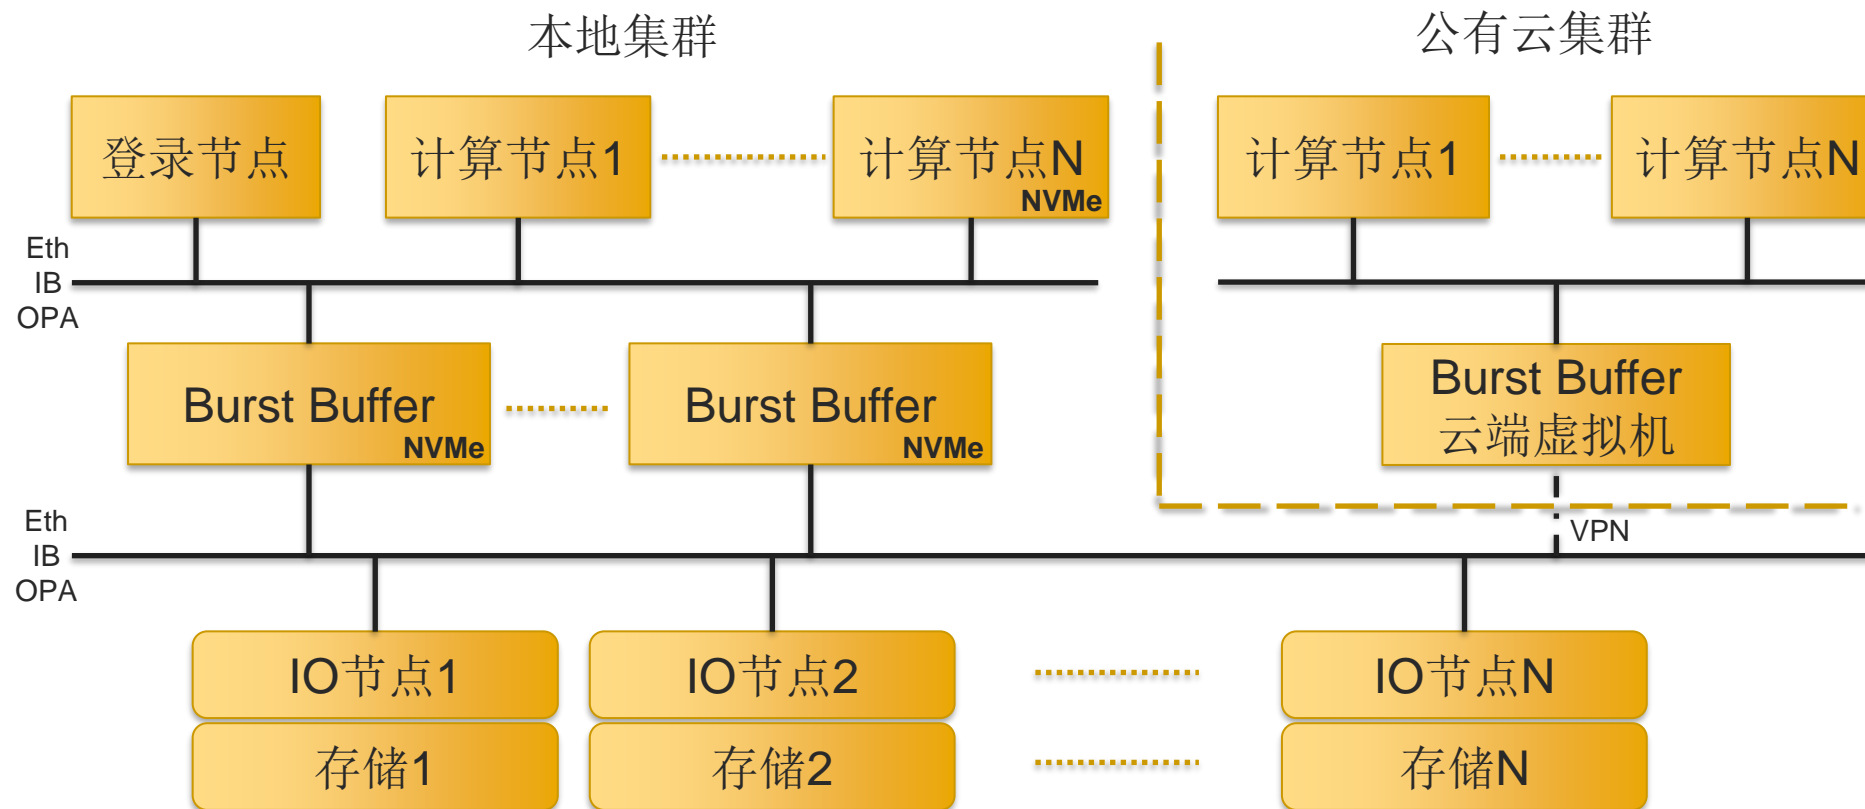 本地集群
公有云集群
登录节点
计算节点1
计算节点N
NVMe
计算节点1
计算节点N
Eth
IB
OPA
Burst Buffer
NVMe
Burst Buffer
NVMe
Burst Buffer
云端虚拟机
Eth
IB
OPA
VPN
IO节点1
IO节点2
IO节点N
存储1
存储2
存储N